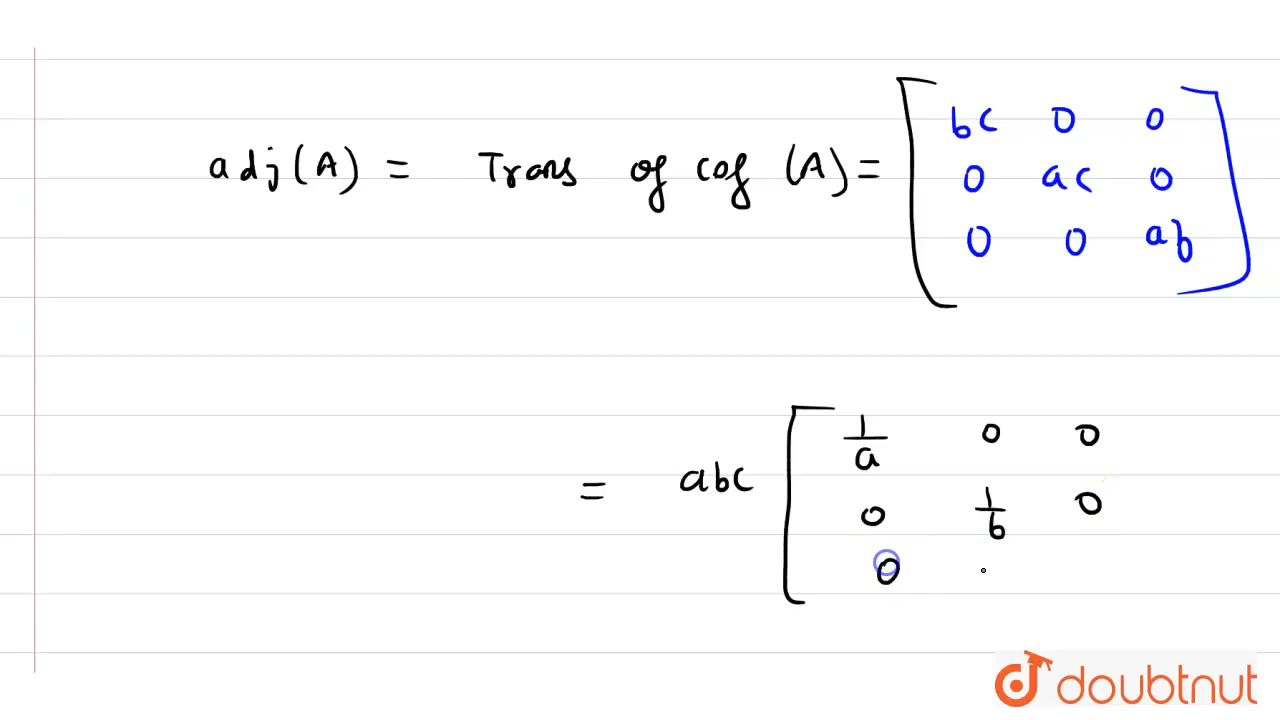 adj(A) = Trans of cof (A) = [ bc 0 0
0 ac 0
0 0 ab ]
= abc [ 1/a 0 0
0 1/b 0
0
doubtnut